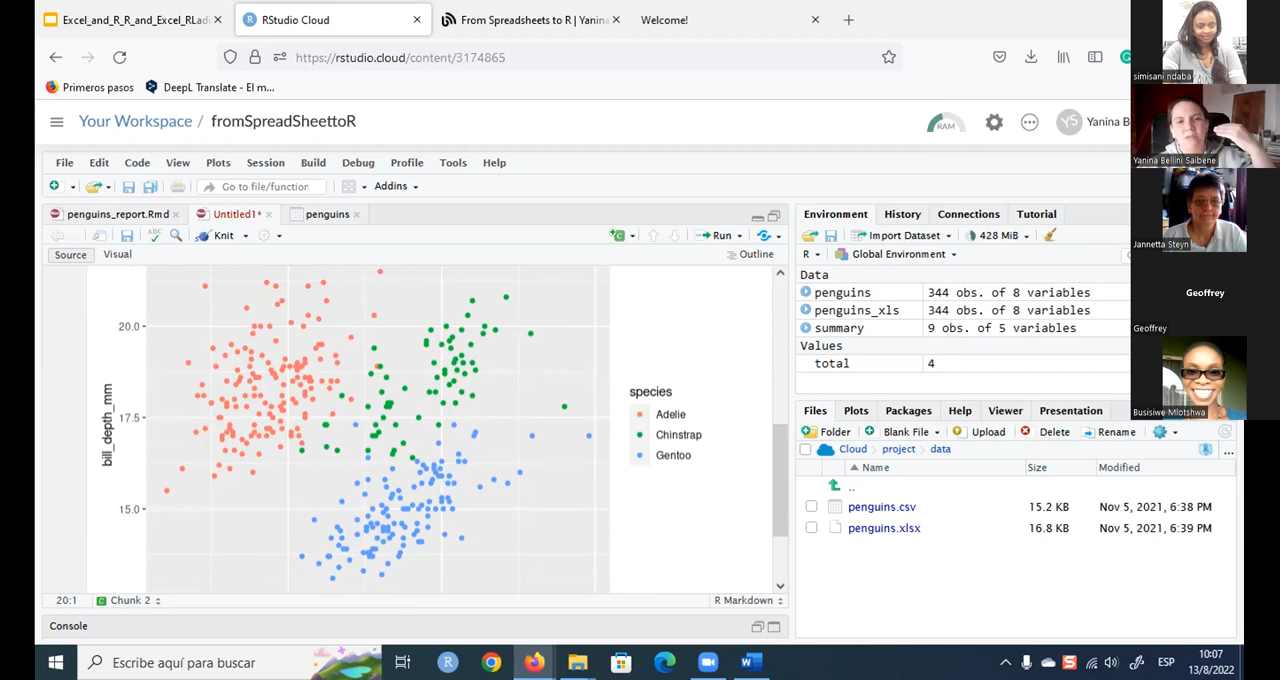 Excel_and_R_R_and_Excel_RLadi
RStudio Cloud
From Spreadsheets to R | Yanina
Welcome!
https://rstudio.cloud/content/3174865
Primeros pasos
DeepL Translate - El m...
Your Workspace / fromSpreadSheettoR
RAM
YS
Yanina B
File Edit Code View Plots Session Build Debug Profile Tools Help
Go to file/function
Addins
penguins_report.Rmd
Untitled1*
penguins
Knit
Run
Source Visual
Outline
20.0
17.5
15.0
bill_depth_mm
species
Adelie
Chinstrap
Gentoo
20:1
C Chunk 2
R Markdown
Console
Environment History Connections Tutorial
Import Dataset
428 MiB
R
Global Environment
Data
penguins 344 obs. of 8 variables
penguins_xls 344 obs. of 8 variables
summary 9 obs. of 5 variables
Values
total 4
Files Plots Packages Help Viewer Presentation
Folder Blank File Upload Delete Rename
Cloud project data
...
Name Size Modified
..
penguins.csv 15.2 KB Nov 5, 2021, 6:38 PM
penguins.xlsx 16.8 KB Nov 5, 2021, 6:39 PM
simisani ndaba
Yanina Bellini Saibene
Jannetta Steyn
Geoffrey
Geoffrey
Busisiwe Mlotshwa
Escribe aquí para buscar
ESP
10:07
13/8/2022